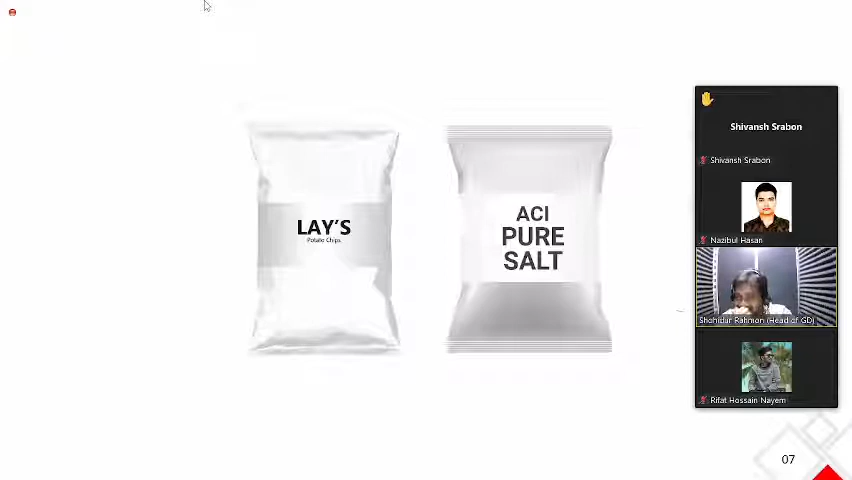 LAY'S
Potato Chips
ACI
PURE
SALT
Shivansh Srabon
Shivansh Srabon
Nazibul Hasan
Shohidur Rahmon (Head of GD)
Rifat Hossain Nayem
07